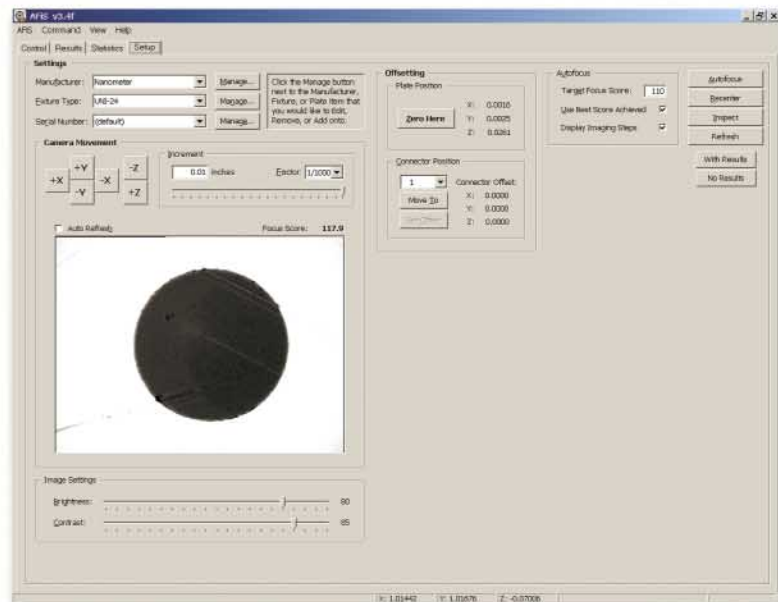 AFIS v3.4f
AFIS Command View Help
Control Results Statistics Setup
Settings
Manufacturer: Nanometer Manage...
Fixture Type: UNI-24 Manage...
Serial Number: (default) Manage...
Click the Manage button
next to the Manufacturer,
Fixture, or Plate item that
you would like to Edit,
Remove, or Add onto.
Camera Movement
+X +Y -Y -X -Z +Z
Increment
0.01 inches Factor: 1/1000
Auto Refresh Focus Score: 117.9
Image Settings
Brightness: 80
Contrast: 85
Offsetting
Plate Position
Zero Here
X: 0.0016
Y: 0.0025
Z: 0.0261
Connector Position
1 Connector Offset:
Move To
X: 0.0000
Y: 0.0000
Z: 0.0000
Autofocus
Target Focus Score: 110
Use Best Score Achieved
Display Imaging Steps
Autofocus
Recenter
Inspect
Refresh
With Results
No Results
X: 1.01442 Y: 1.01676 Z: -0.07006